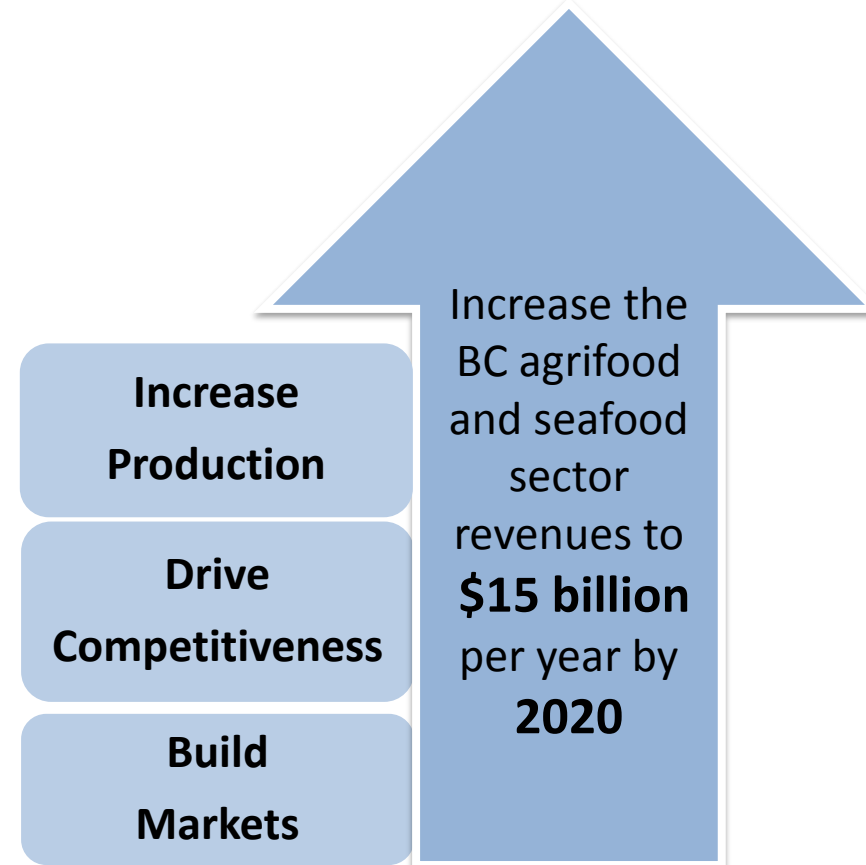 Increase
Production
Drive
Competitiveness
Build
Markets
Increase the
BC agrifood
and seafood
sector
revenues to
$15 billion
per year by
2020